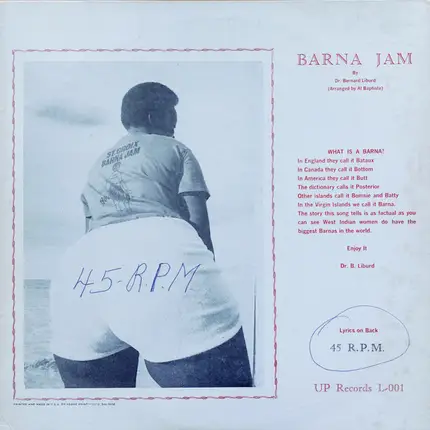 BARNA JAM
By
Dr. Bernard Liburd
(Arranged by Al Baptiste)
ST. CROIX
BARNA JAM
45-R.P.M
WHAT IS A BARNA?
In England they call it Bataux
In Canada they call it Bottom
In America they call it Butt
The dictionary calls it Posterior
Other islands call it Bomsie and Batty
In the Virgin Islands we call it Barna.
The story this song tells is as factual as you
can see West Indian women do have the
biggest Barnas in the world.
Enjoy It
Dr. B. Liburd
Lyrics on Back
45 R.P.M.
UP Records L-001